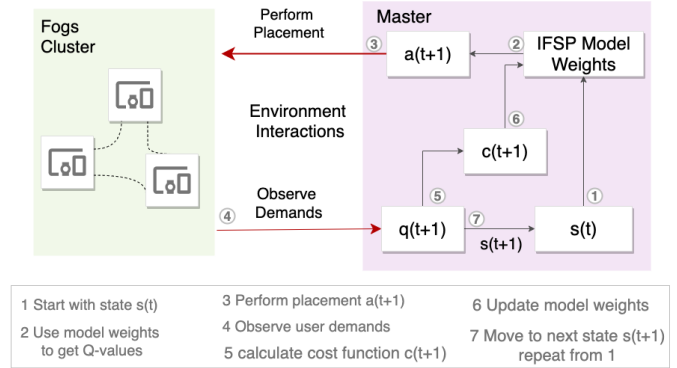 Fogs
Cluster
Perform
Placement
Master
3
a(t+1)
2
IFSP Model
Weights
Environment
Interactions
6
c(t+1)
Observe
Demands
4
5
1
q(t+1)
7
s(t+1)
s(t)
1 Start with state s(t)
2 Use model weights
to get Q-values
3 Perform placement a(t+1)
4 Observe user demands
5 calculate cost function c(t+1)
6 Update model weights
7 Move to next state s(t+1)
repeat from 1